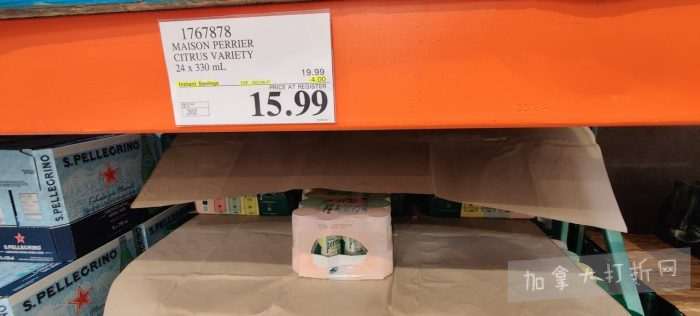 1767878
MAISON PERRIER
CITRUS VARIETY
24 x 330 mL
19.99
Instant Savings
-4.00
PRICE AT REGISTER
15.99
S.PELLEGRINO
S.PELLEGRINO
S.PELLEGRINO
加拿大打折网